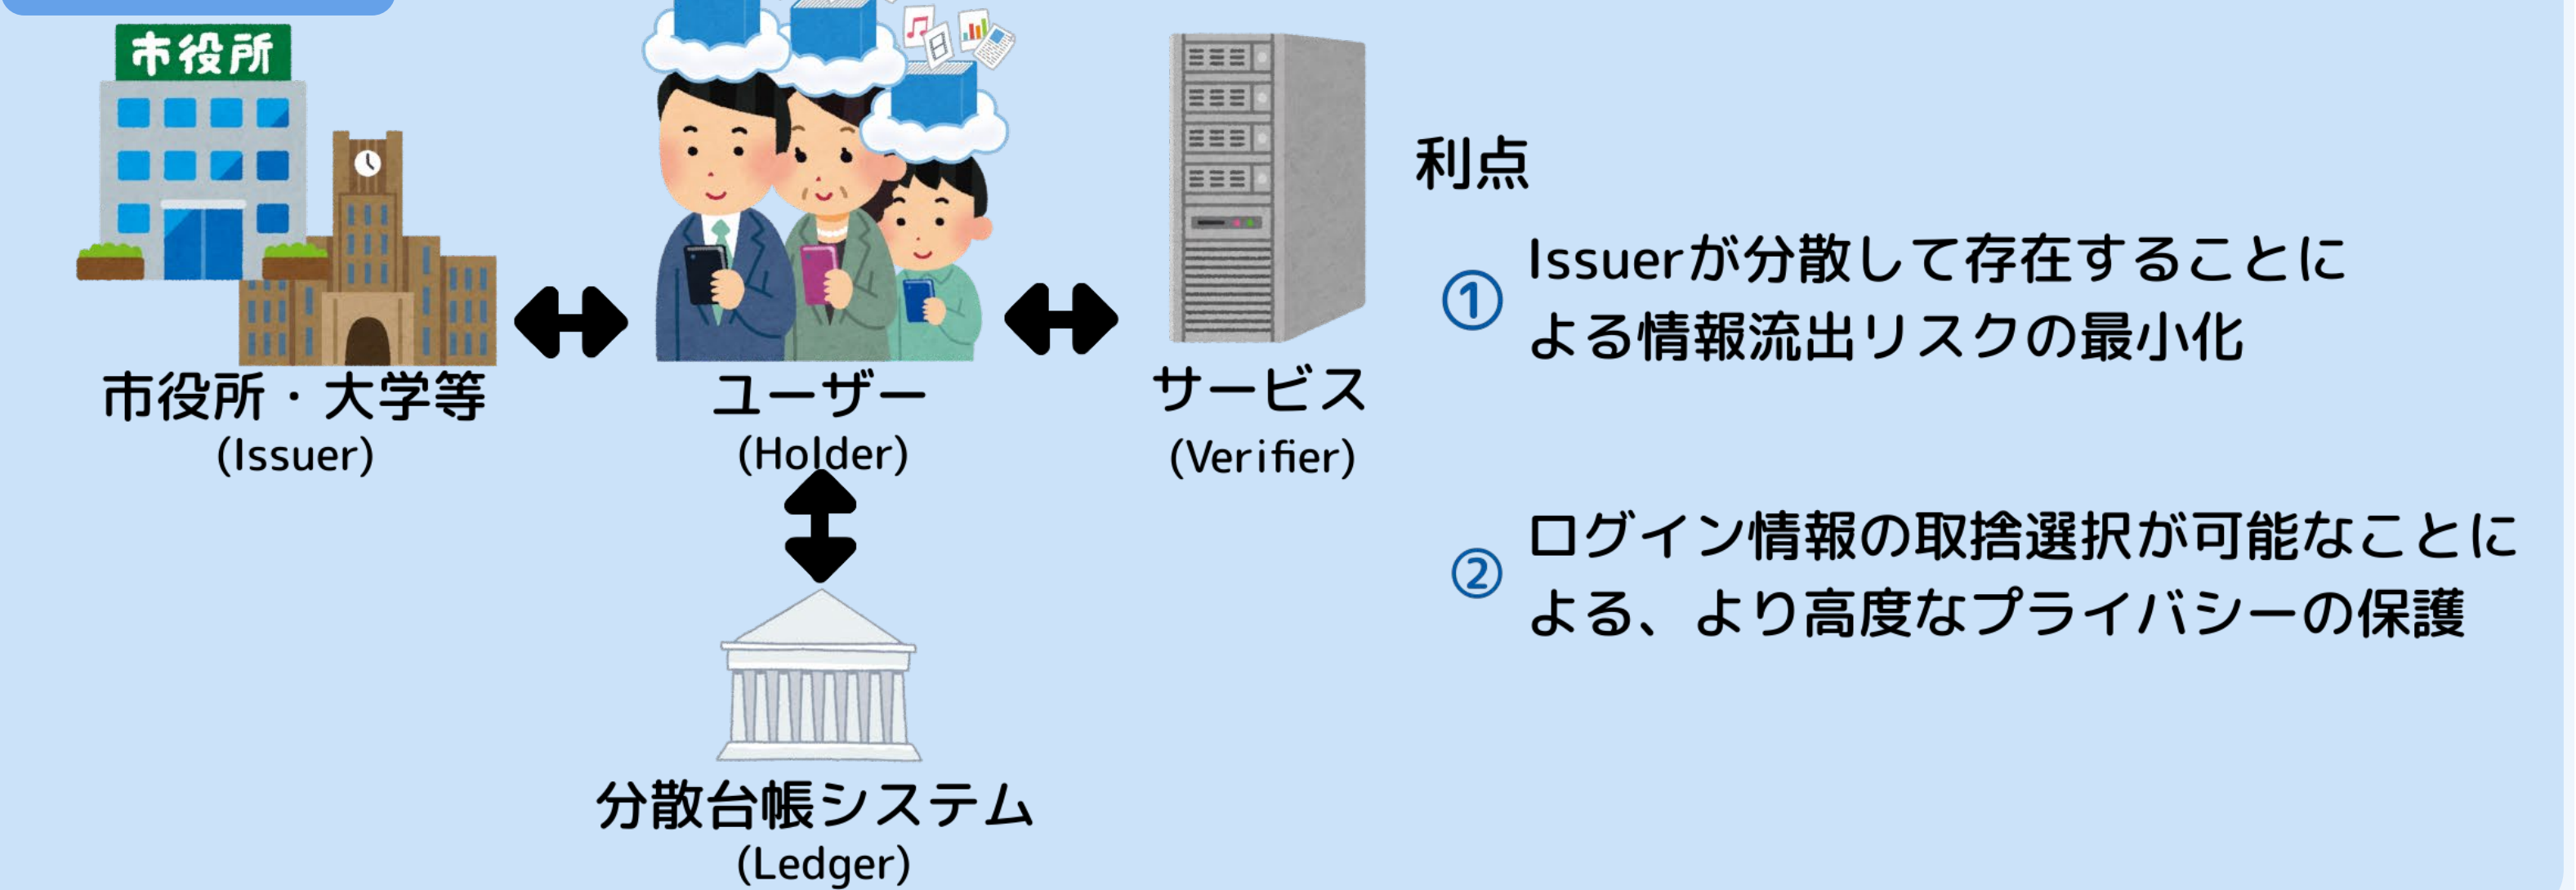 市役所
市役所・大学等
(Issuer)
ユーザー
(Holder)
サービス
(Verifier)
分散台帳システム
(Ledger)
利点
① Issuerが分散して存在することに
よる情報流出リスクの最小化
② ログイン情報の取捨選択が可能なことに
よる、より高度なプライバシーの保護